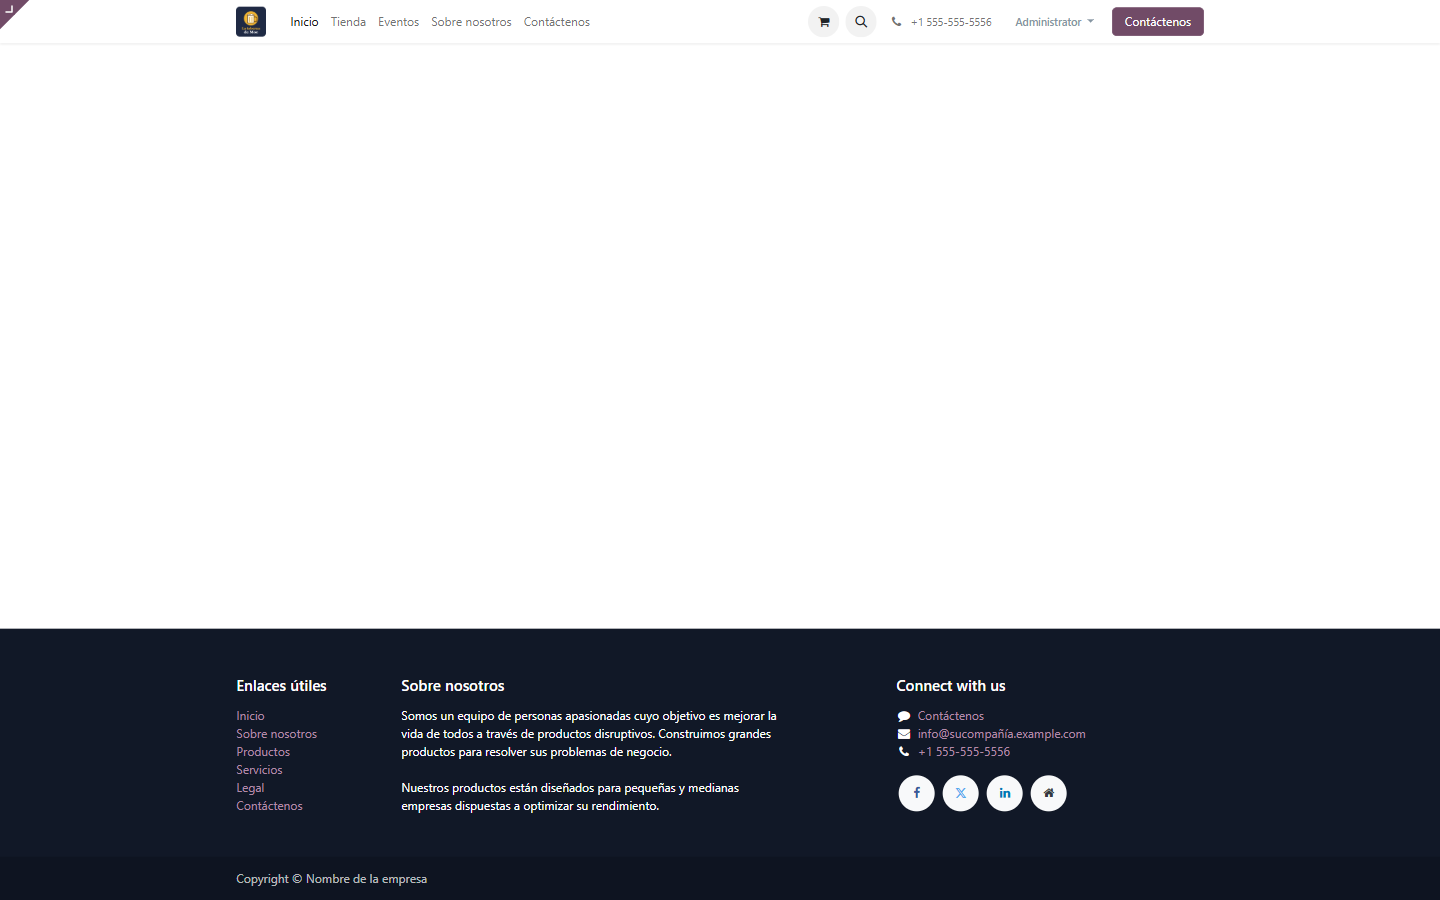 de Moe
Inicio Tienda Eventos Sobre nosotros Contáctenos
+1 555-555-5556
Administrator
Contáctenos
Enlaces útiles
Inicio
Sobre nosotros
Productos
Servicios
Legal
Contáctenos
Sobre nosotros
Somos un equipo de personas apasionadas cuyo objetivo es mejorar la
vida de todos a través de productos disruptivos. Construimos grandes
productos para resolver sus problemas de negocio.
Nuestros productos están diseñados para pequeñas y medianas
empresas dispuestas a optimizar su rendimiento.
Connect with us
Contáctenos
info@sucompañía.example.com
+1 555-555-5556
Copyright © Nombre de la empresa